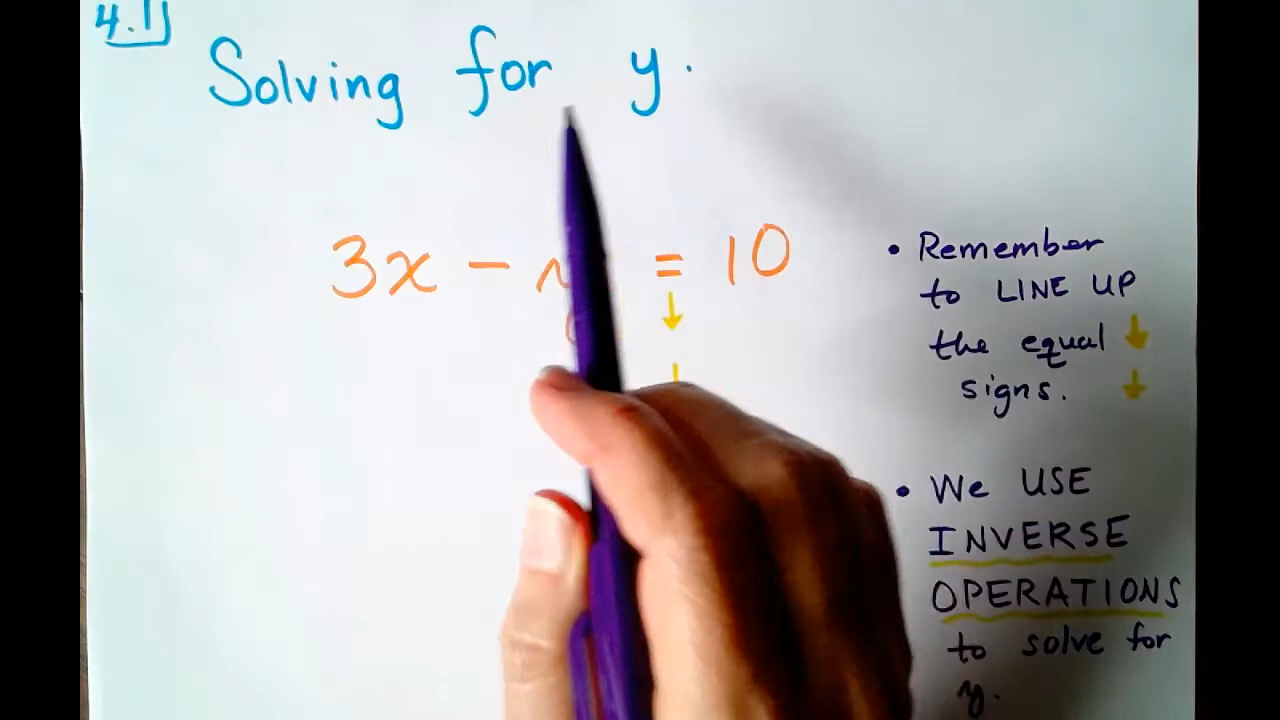 4.1
Solving for y.
3x - = 10
• Remember
to LINE UP
the equal
signs.
• We USE
INVERSE
OPERATIONS
to solve for
y.